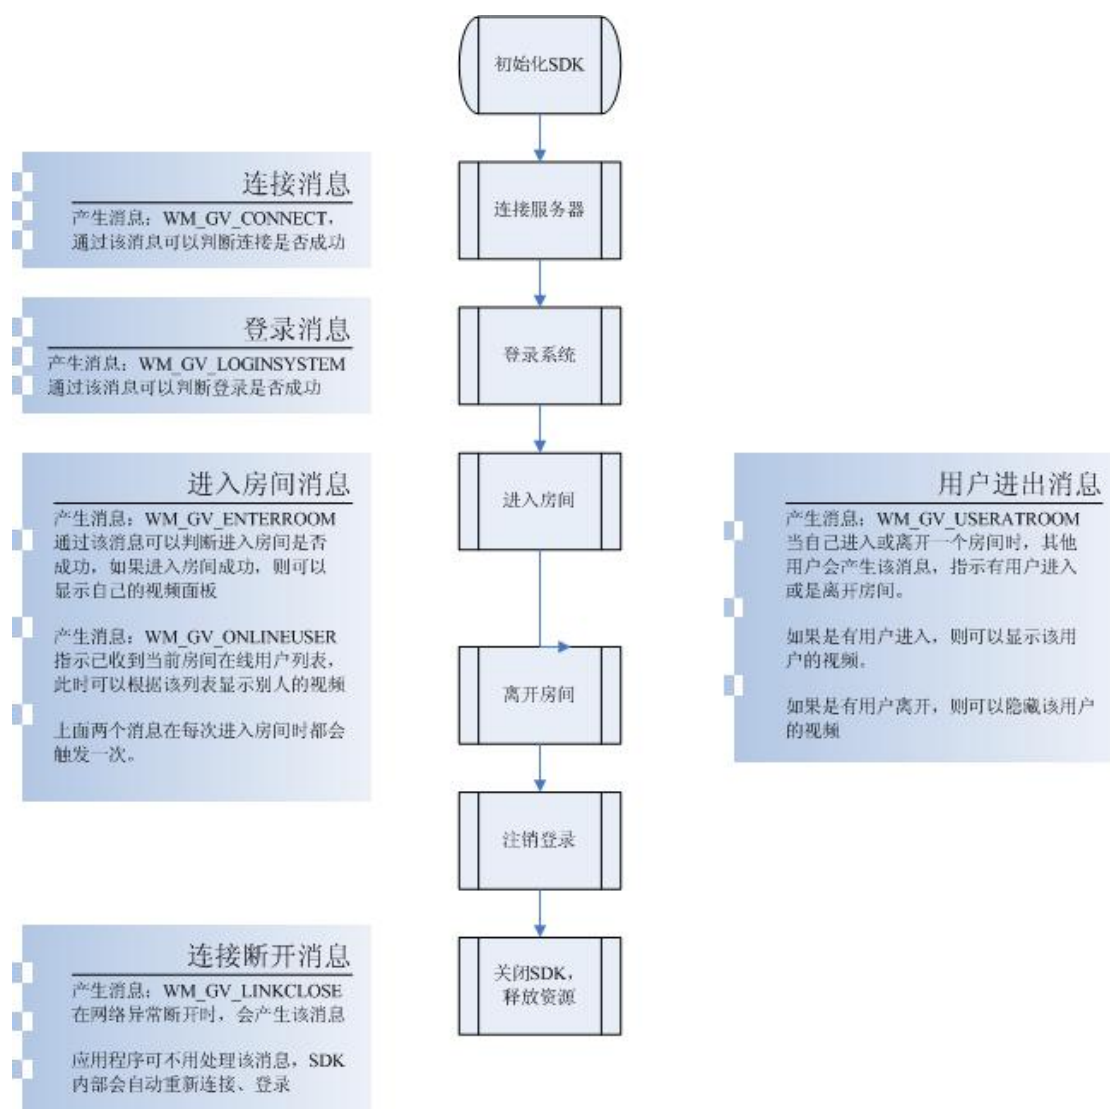 初始化SDK
连接消息
产生消息：WM_GV_CONNECT，
通过该消息可以判断连接是否成功
连接服务器
登录消息
产生消息：WM_GV_LOGINSYSTEM
通过该消息可以判断登录是否成功
登录系统
进入房间消息
产生消息：WM_GV_ENTERROOM
通过该消息可以判断进入房间是否
成功，如果进入房间成功，则可以
显示自己的视频面板
产生消息：WM_GV_ONLINEUSER
指示已收到当前房间在线用户列表，
此时可以根据该列表显示别人的视频
上面两个消息在每次进入房间时都会
触发一次。
进入房间
用户进出消息
产生消息：WM_GV_USERATROOM
当自己进入或离开一个房间时，其他
用户会产生该消息，指示有用户进入
或是离开房间。
如果是有用户进入，则可以显示该用
户的视频。
如果是有用户离开，则可以隐藏该用户
的视频
离开房间
注销登录
连接断开消息
产生消息：WM_GV_LINKCLOSE
在网络异常断开时，会产生该消息
应用程序可不用处理该消息，SDK
内部会自动重新连接、登录
关闭SDK，
释放资源